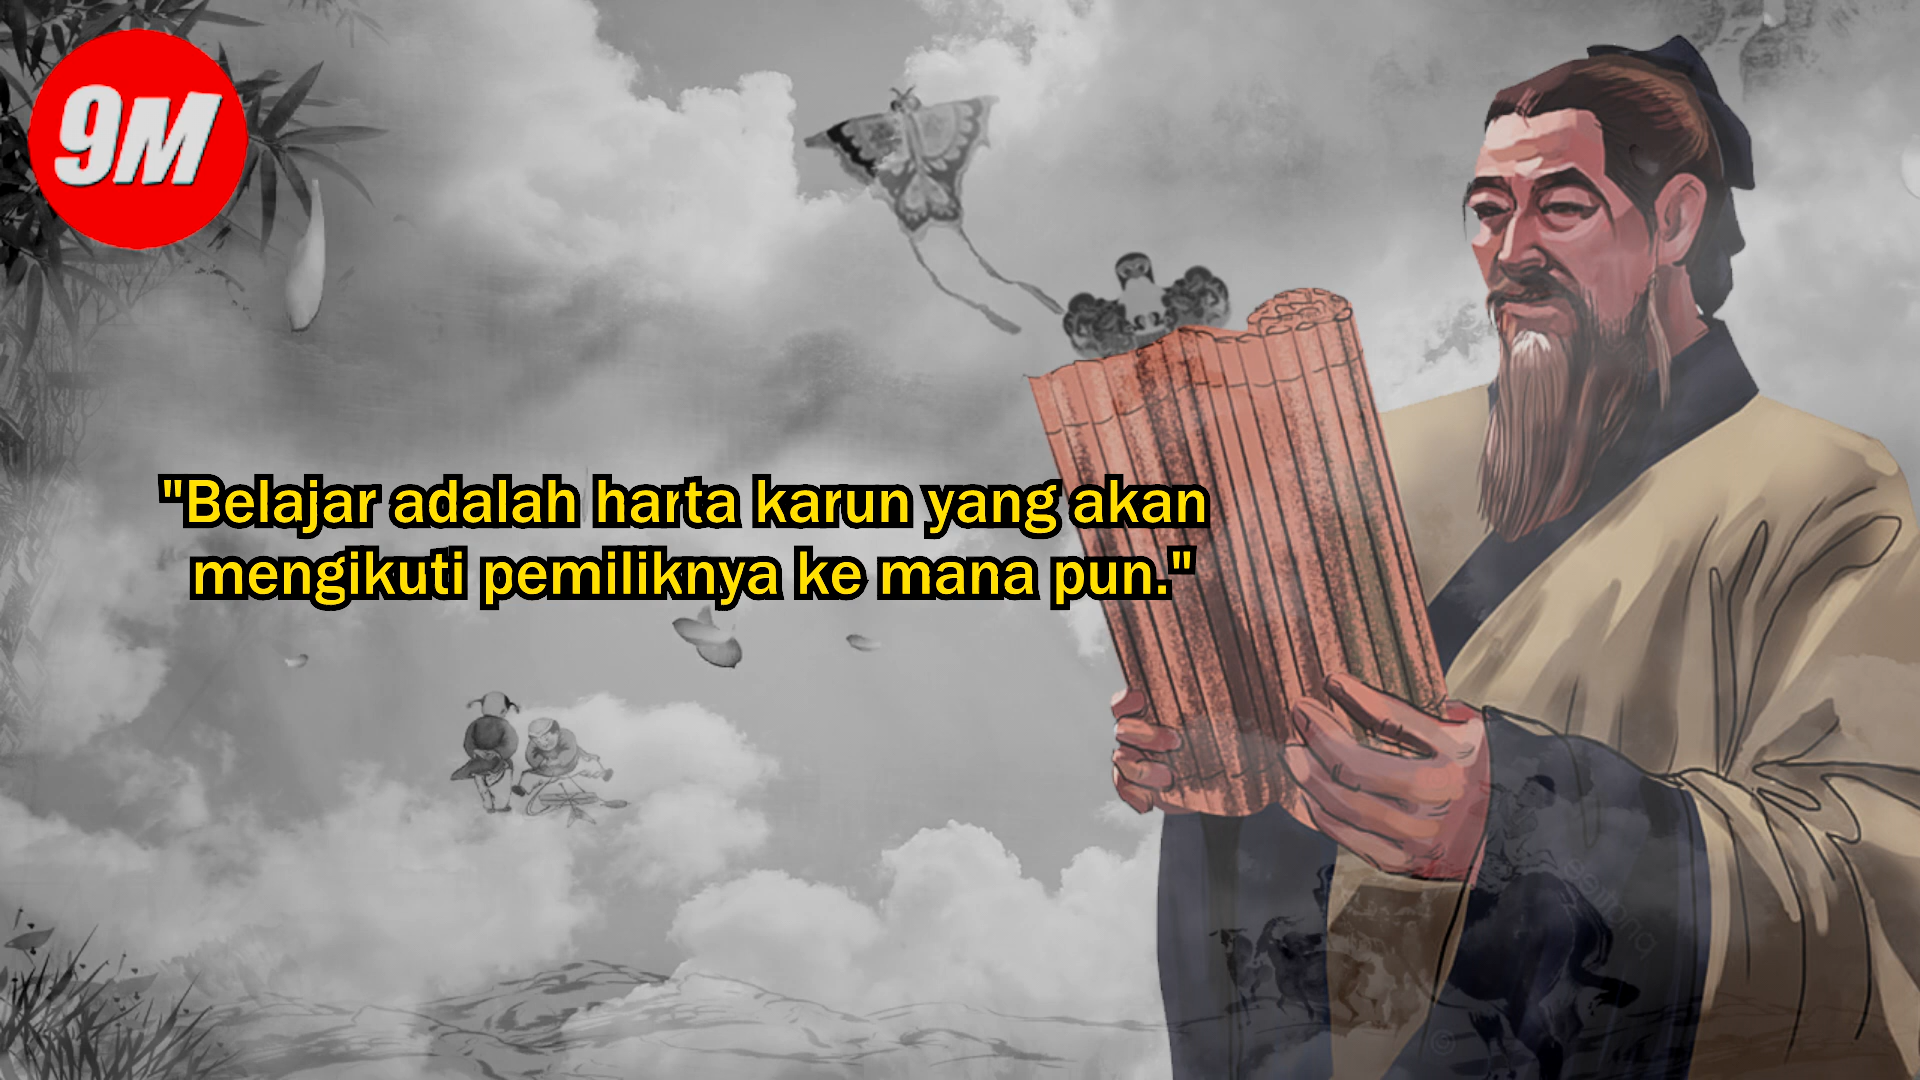 9M
"Belajar adalah harta karun yang akan
mengikuti pemiliknya ke mana pun."